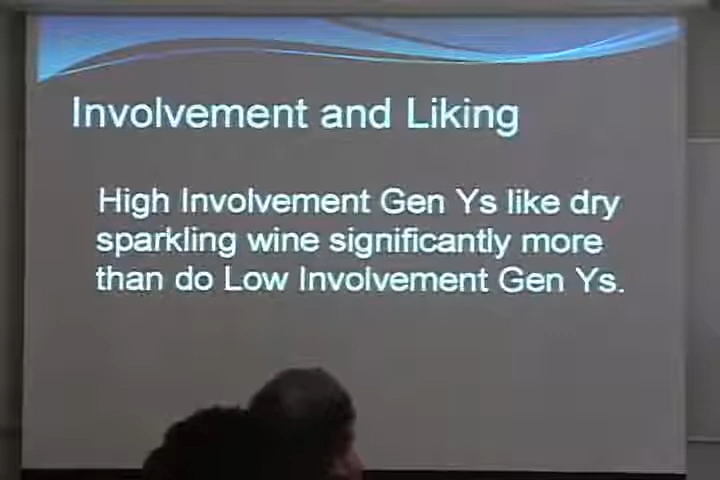 Involvement and Liking
High Involvement Gen Ys like dry
sparkling wine significantly more
than do Low Involvement Gen Ys.